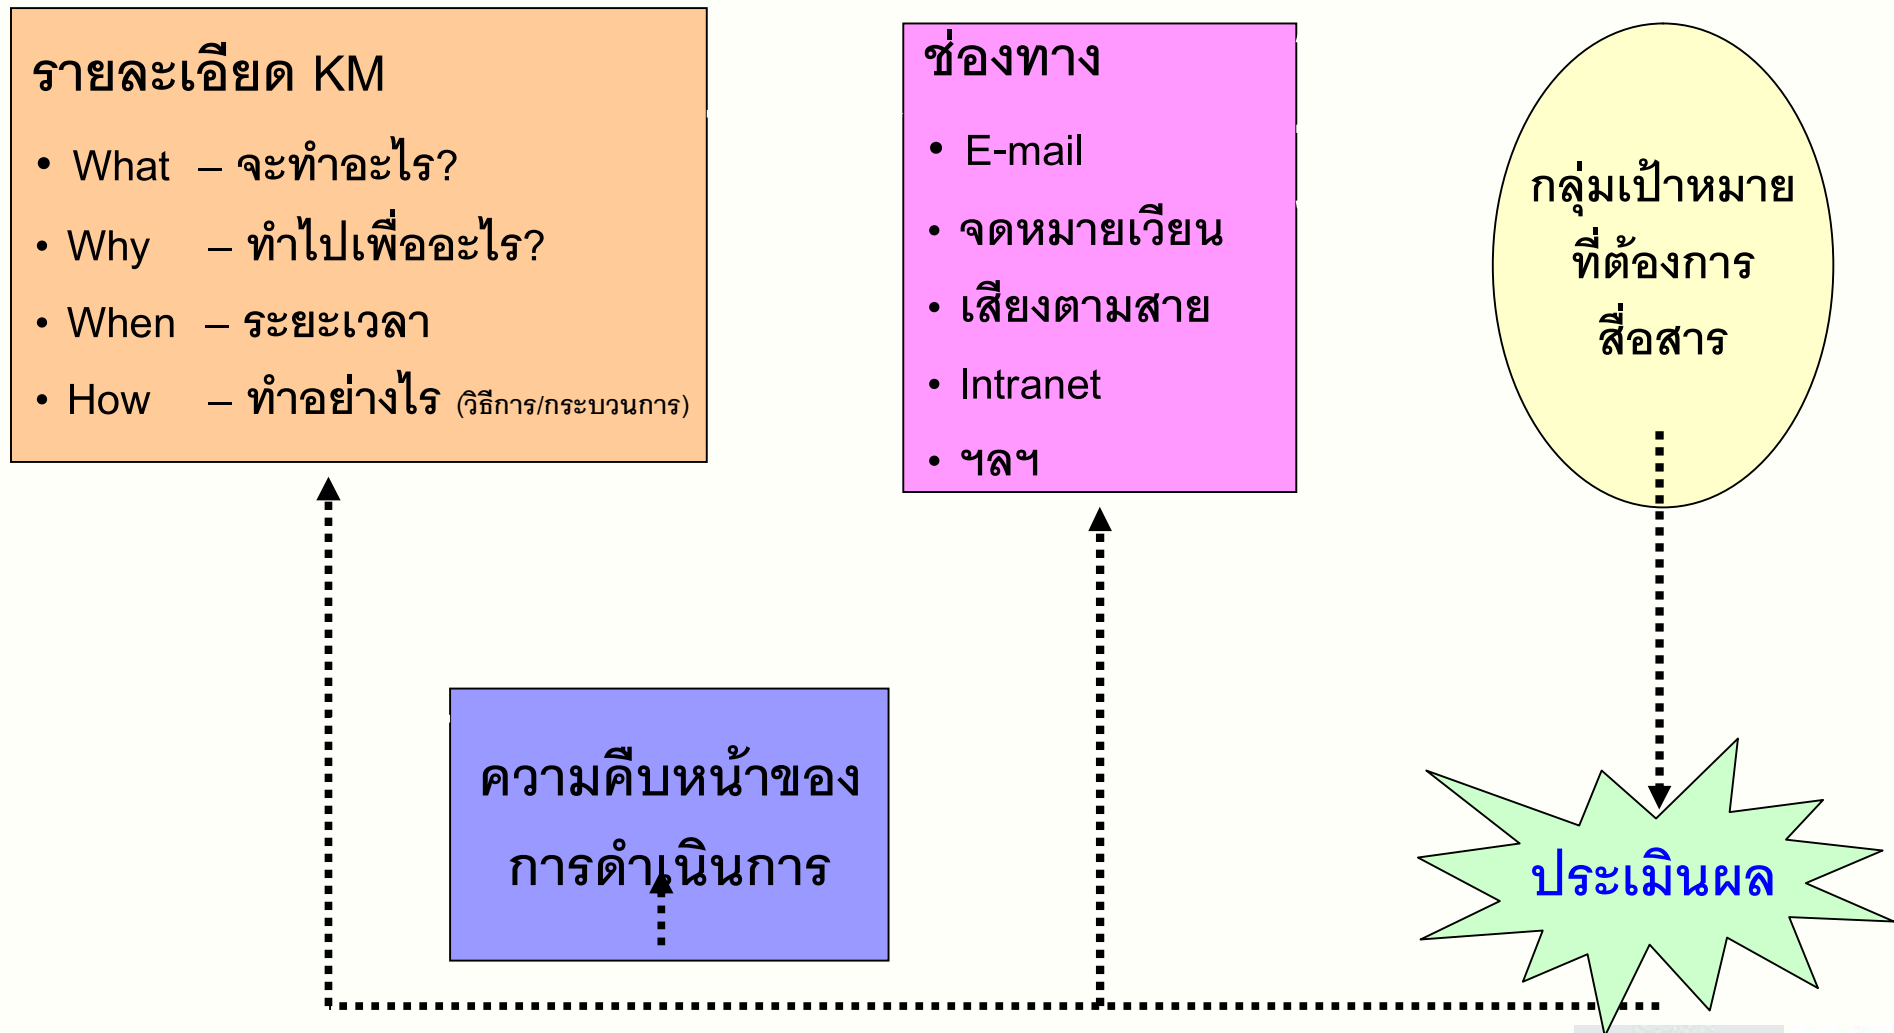 รายละเอียด KM
• What – จะทำอะไร?
• Why – ทำไปเพื่ออะไร?
• When – ระยะเวลา
• How – ทำอย่างไร (วิธีการ/กระบวนการ)
ช่องทาง
• E-mail
• จดหมายเวียน
• เสียงตามสาย
• Intranet
• ฯลฯ
กลุ่มเป้าหมาย
ที่ต้องการ
สื่อสาร
ความคืบหน้าของ
การดำเนินการ
ประเมินผล